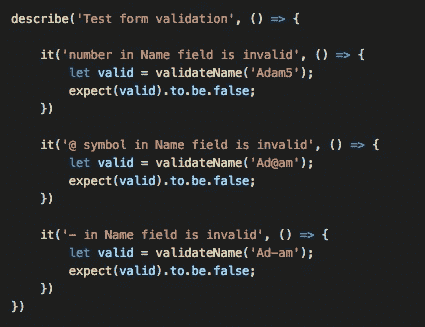 describe('Test form validation', () => {
it('number in Name field is invalid', () => {
let valid = validateName('Adam5');
expect(valid).to.be.false;
})
it('@ symbol in Name field is invalid', () => {
let valid = validateName('Ad@am');
expect(valid).to.be.false;
})
it('- in Name field is invalid', () => {
let valid = validateName('Ad-am');
expect(valid).to.be.false;
})
})